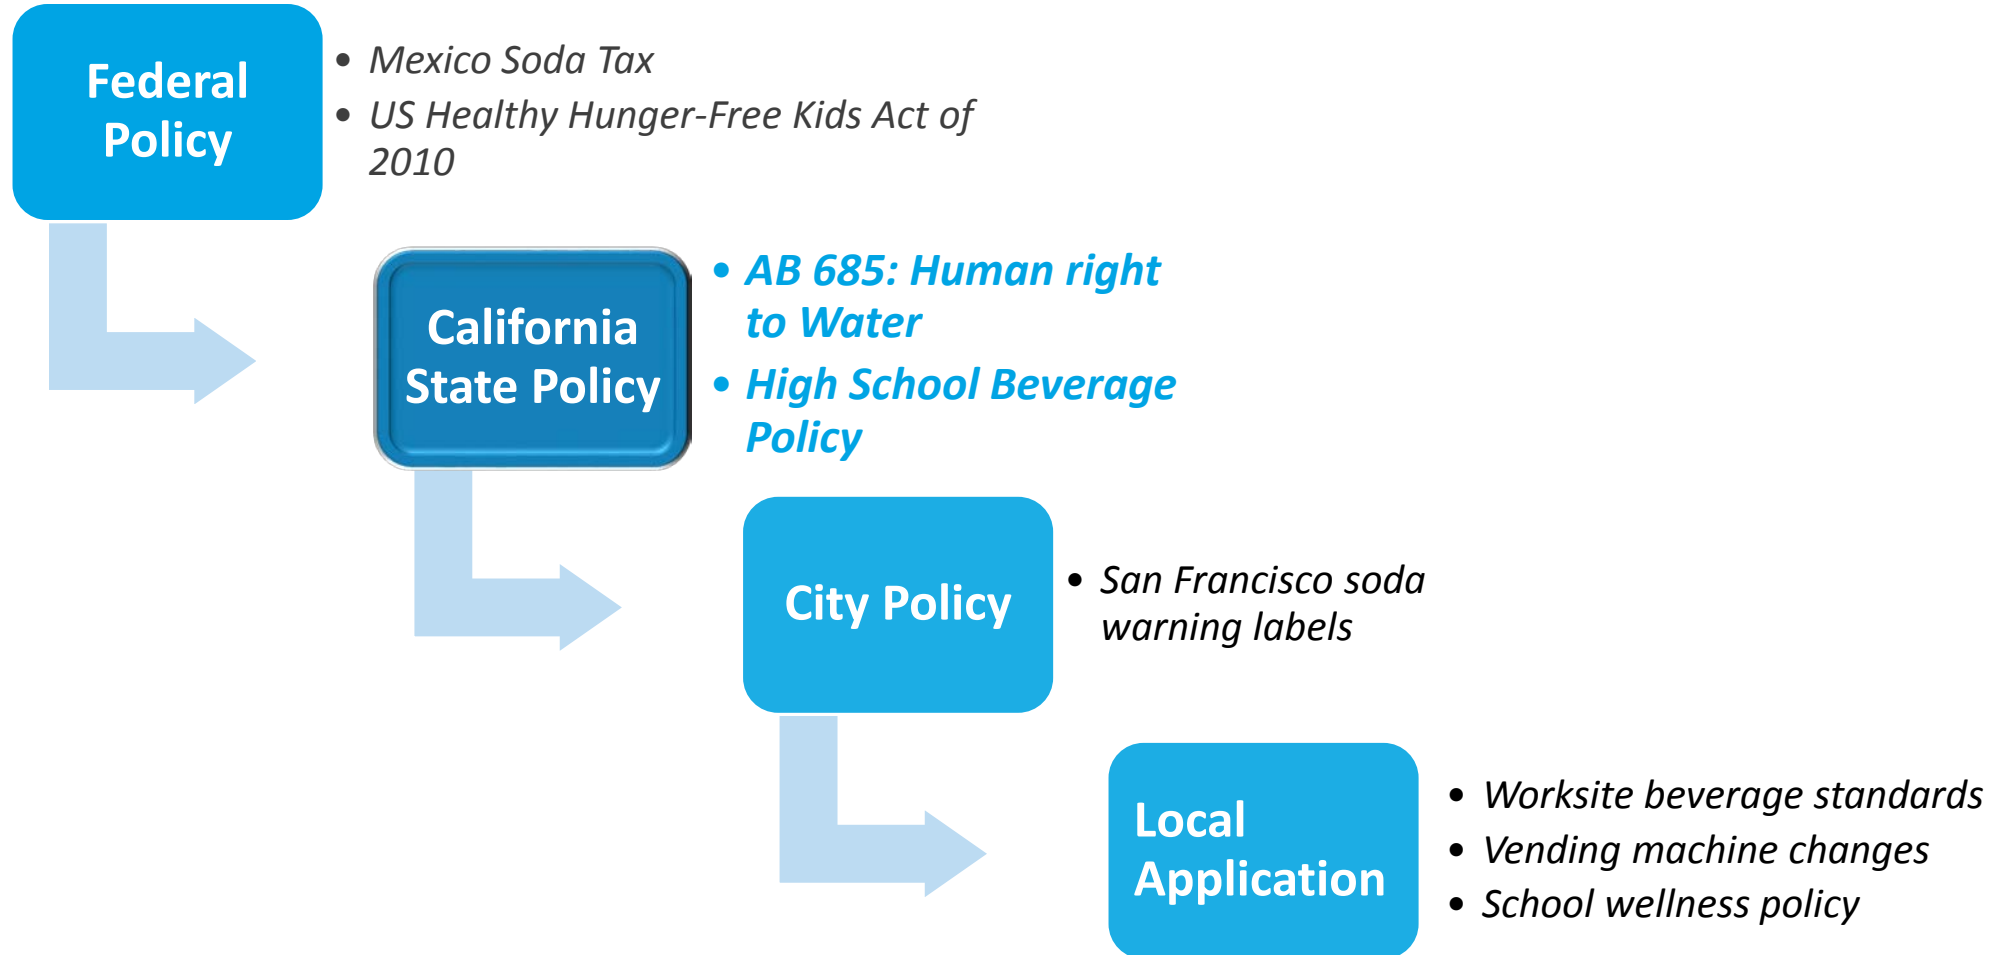 Federal
Policy
• Mexico Soda Tax
• US Healthy Hunger-Free Kids Act of
2010
California
State Policy
• AB 685: Human right
to Water
• High School Beverage
Policy
City Policy
• San Francisco soda
warning labels
Local
Application
• Worksite beverage standards
• Vending machine changes
• School wellness policy